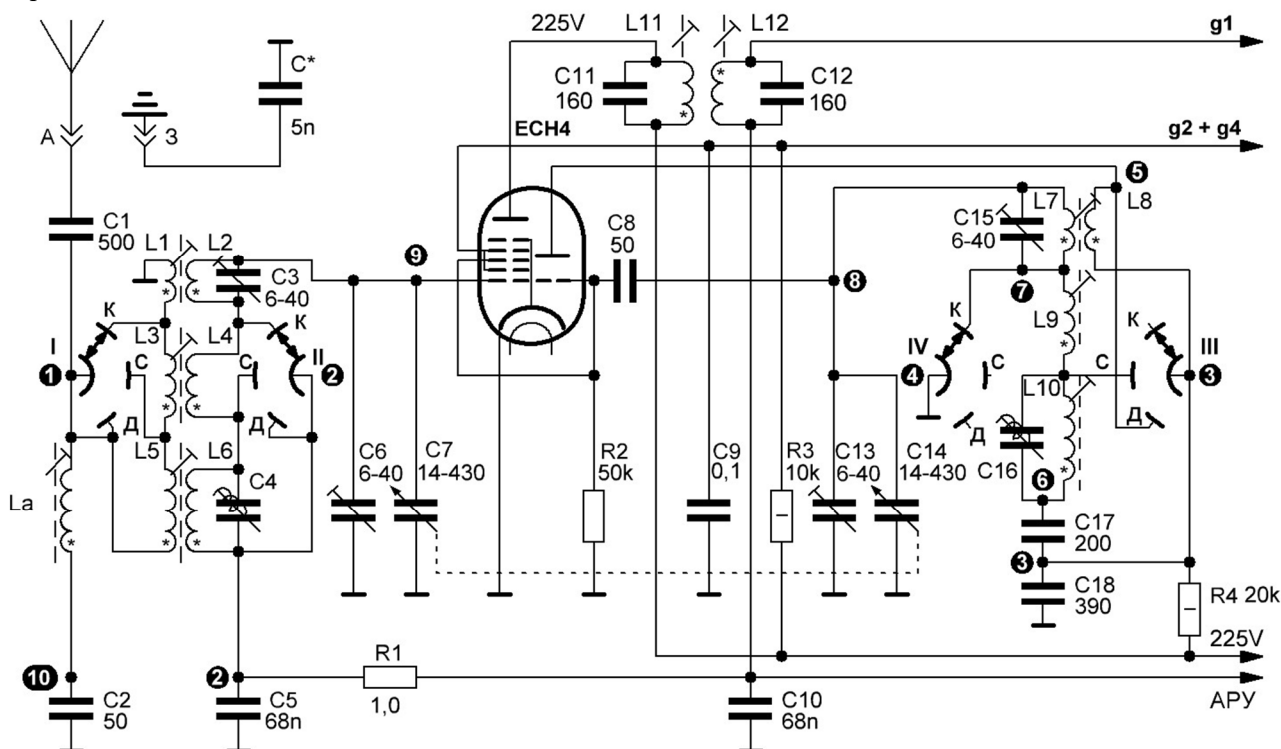 225V L11 L12 g1
C* 5n
C11 160 C12 160
А З ECH4 g2 + g4
5
C1 500
L1 L2 9 C8 50 C15 6-40 L7 L8
C3 6-40 8 7
К К L9 К
L3 L4
I С С II IV С С III
1 2 4 L10 3
Д Д Д Д
L5 L6 C6 6-40 C7 14-430 R2 50k C9 0,1 R3 10k C13 6-40 C14 14-430 C16
C4 6
La C17 200
3
C18 390 R4 20k
225V
R1
10 2
C2 50 C5 68n 1,0 C10 68n АРУ